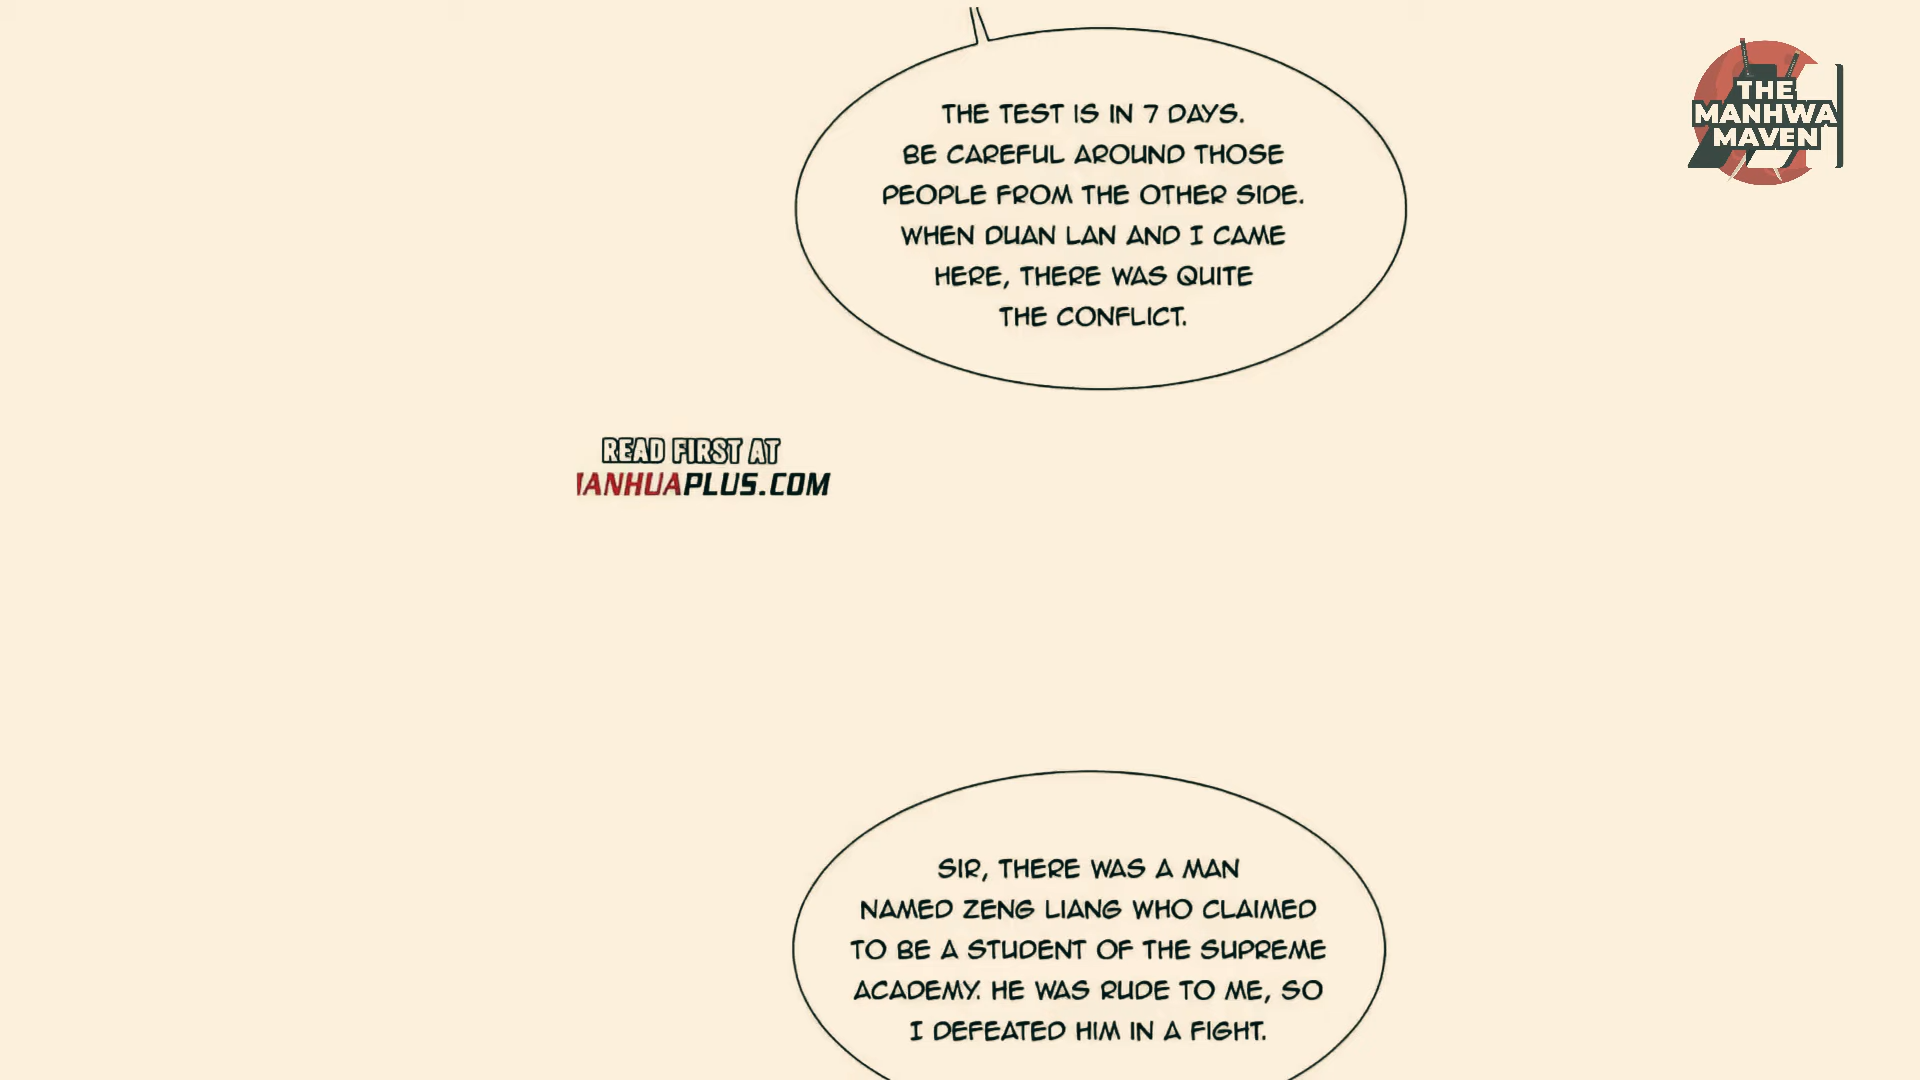 THE TEST IS IN 7 DAYS.
BE CAREFUL AROUND THOSE
PEOPLE FROM THE OTHER SIDE.
WHEN DUAN LAN AND I CAME
HERE, THERE WAS QUITE
THE CONFLICT.
THE
MANHWA
MAVEN
READ FIRST AT
MANHUAPLUS.COM
SIR, THERE WAS A MAN
NAMED ZENG LIANG WHO CLAIMED
TO BE A STUDENT OF THE SUPREME
ACADEMY. HE WAS RUDE TO ME, SO
I DEFEATED HIM IN A FIGHT.